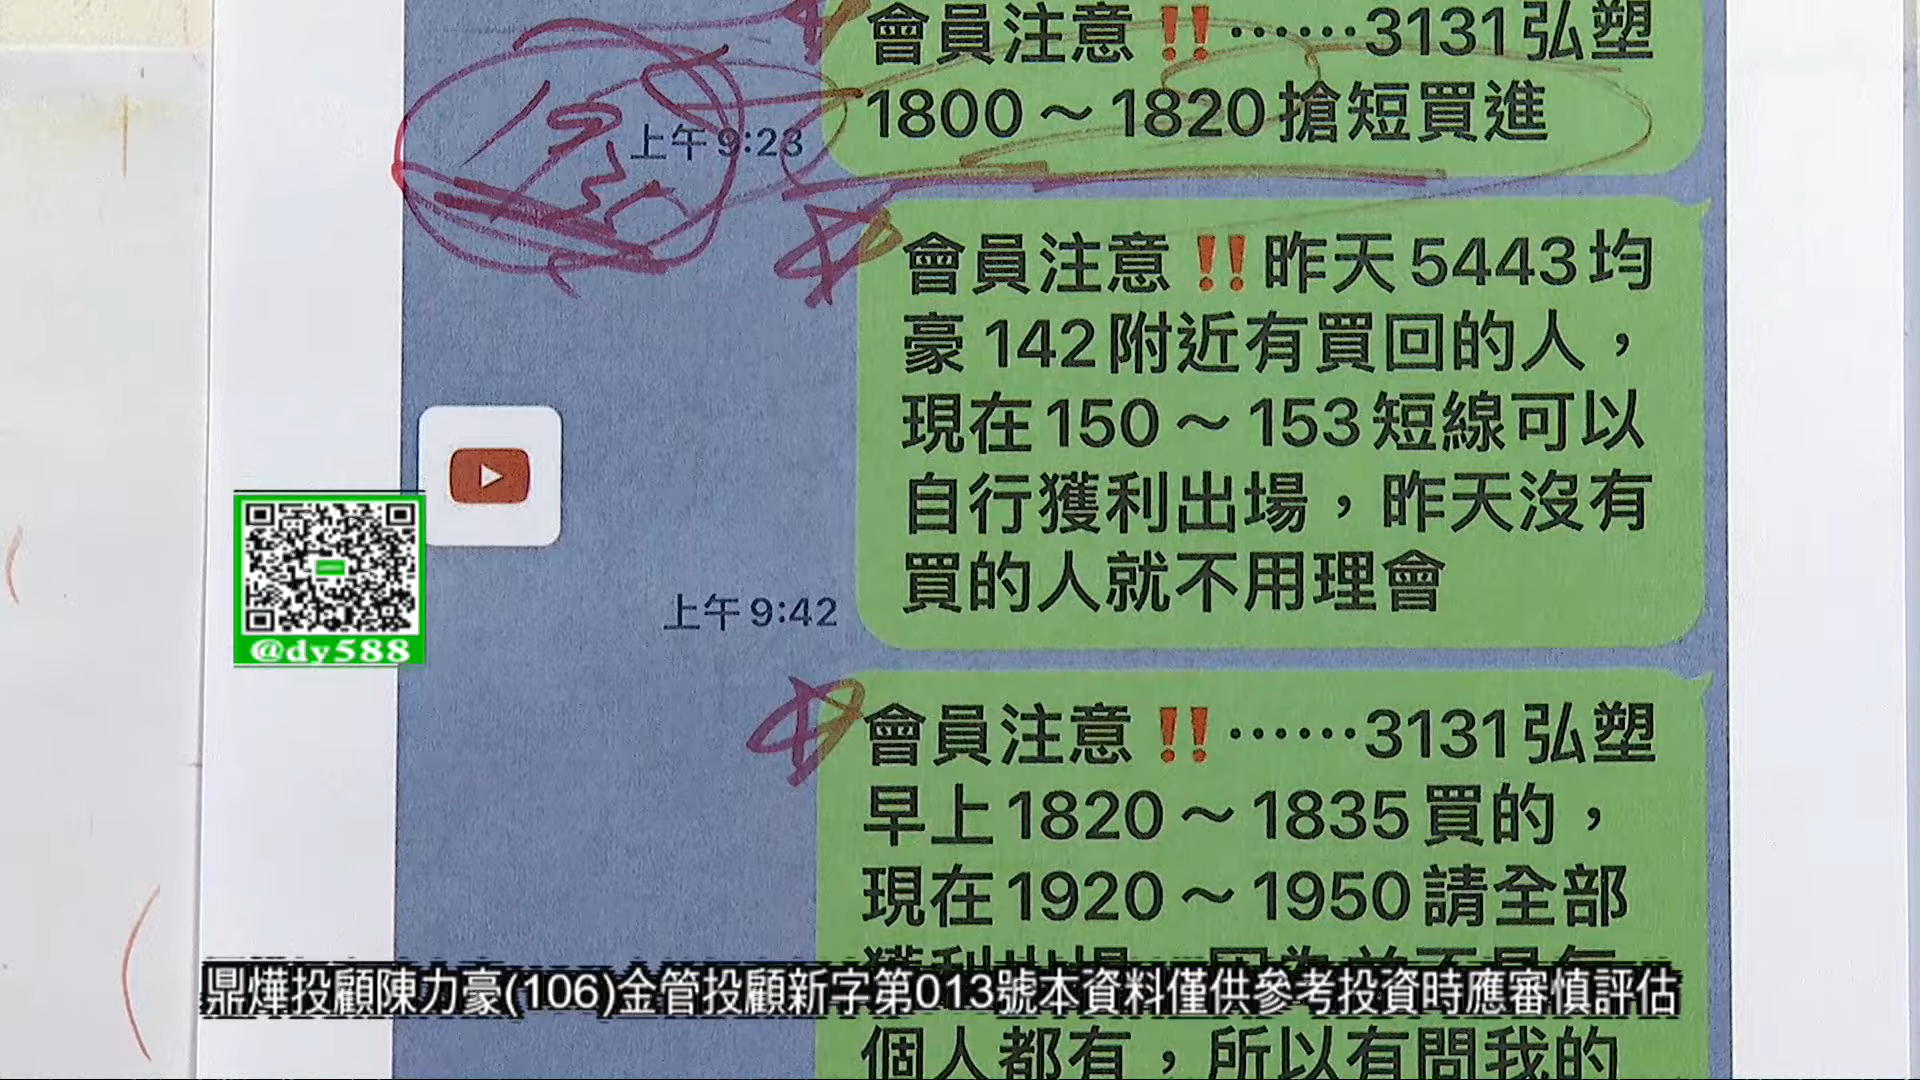 會員注意‼️⋯⋯3131弘塑
1800～1820搶短買進
上午9:23
會員注意‼️昨天5443均
豪 142附近有買回的人，
現在150～153短線可以
自行獲利出場，昨天沒有
買的人就不用理會
上午9:42
@dy588
會員注意‼️⋯⋯3131弘塑
早上1820～1835買的，
現在1920～1950請全部
鼎燁投顧陳力豪(106)金管投顧新字第013號本資料僅供參考投資時應審慎評估
個人都有，所以有問我的